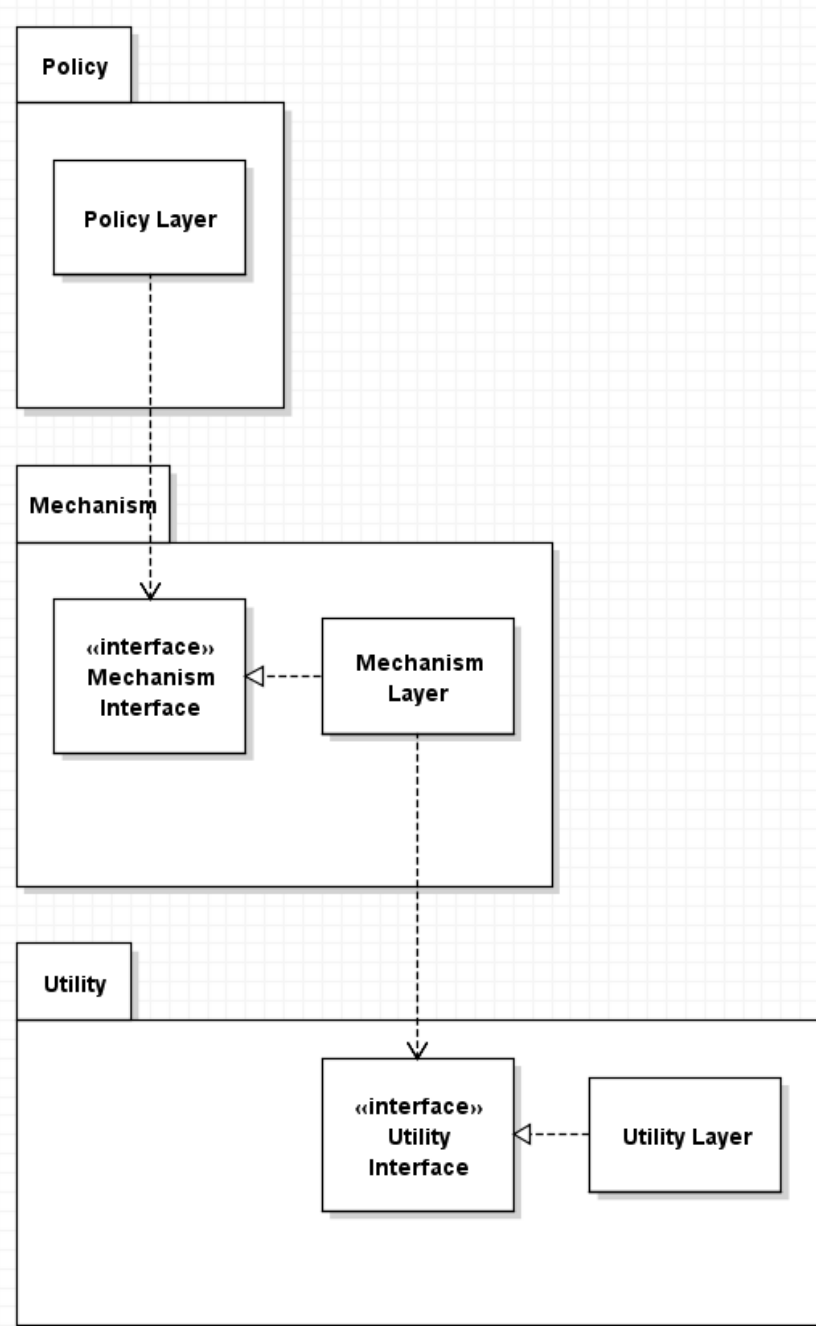 Policy
Policy Layer
Mechanism
«interface»
Mechanism
Interface
Mechanism
Layer
Utility
«interface»
Utility
Interface
Utility Layer